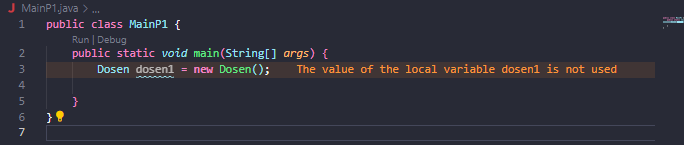 J MainP1.java > ...
1 public class MainP1 {
Run | Debug
2 public static void main(String[] args) {
3 Dosen dosen1 = new Dosen(); The value of the local variable dosen1 is not used
4
5 }
6 }
7